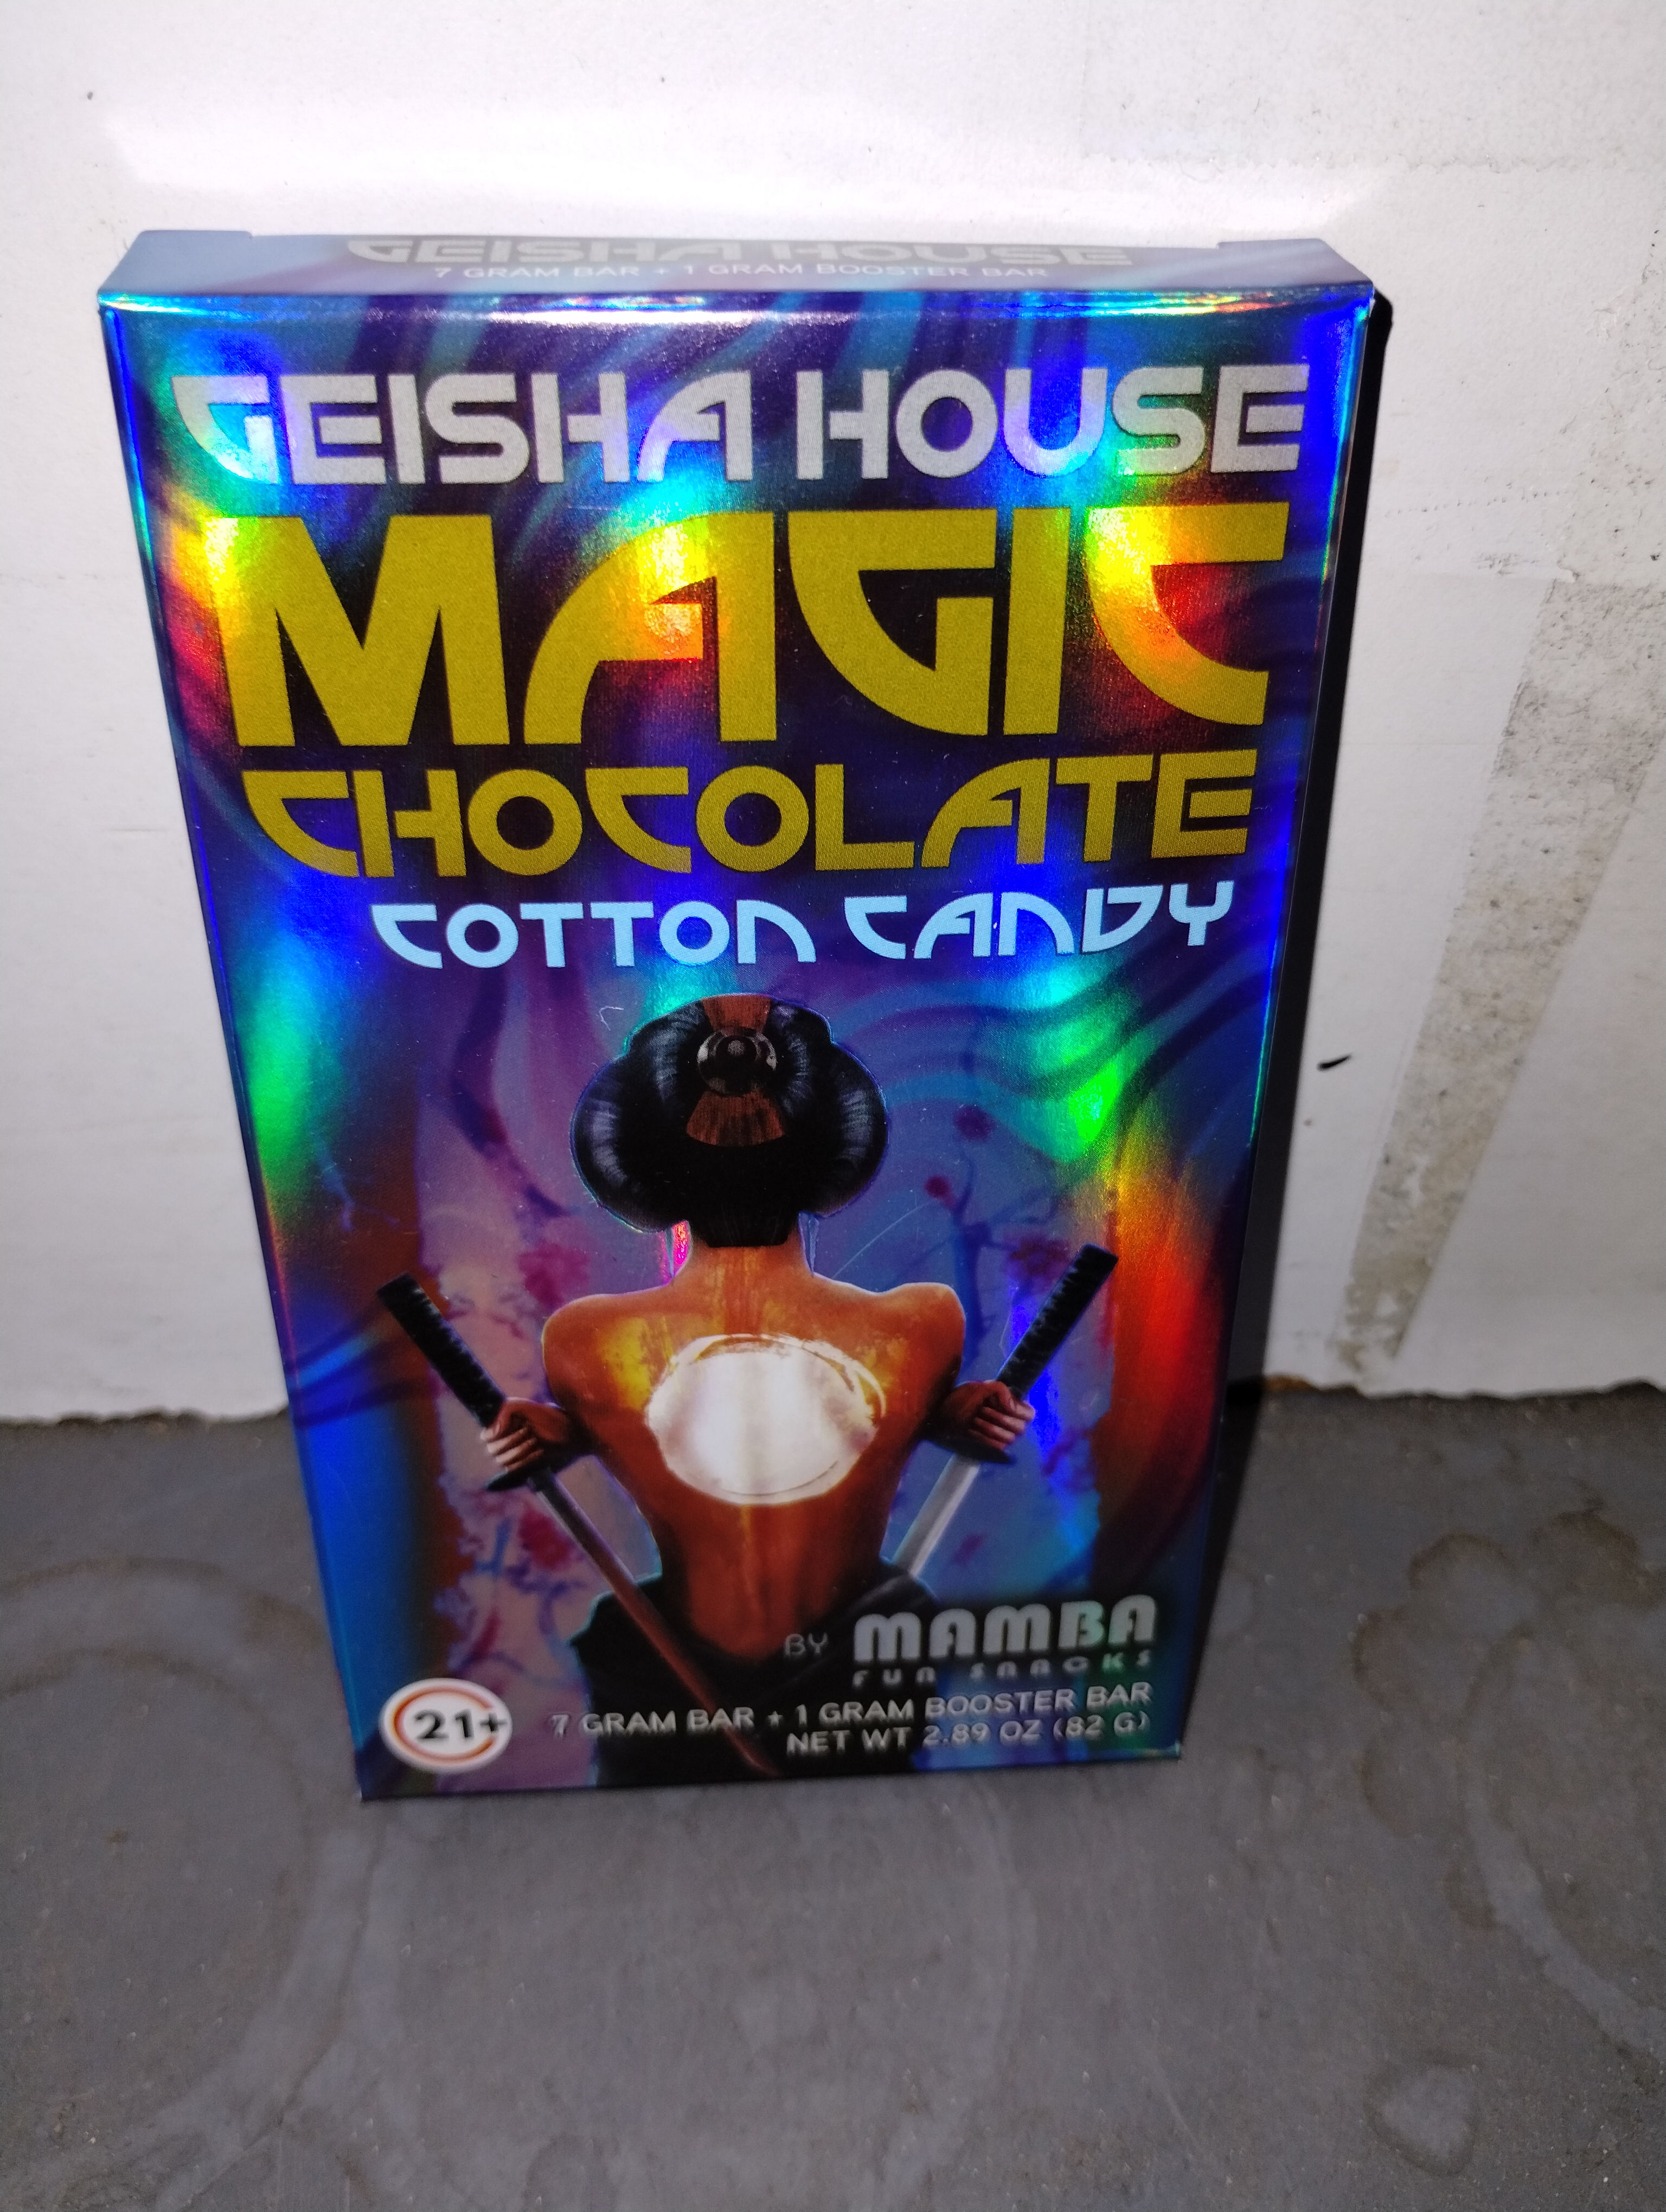 GEISHA HOUSE
7 GRAM BAR + 1 GRAM BOOSTER BAR
GEISHA HOUSE
MAGIC
CHOCOLATE
COTTON CANDY
BY MAMBA
FUN SNACKS
21+
7 GRAM BAR + 1 GRAM BOOSTER BAR
NET WT 2.89 OZ (82 G)